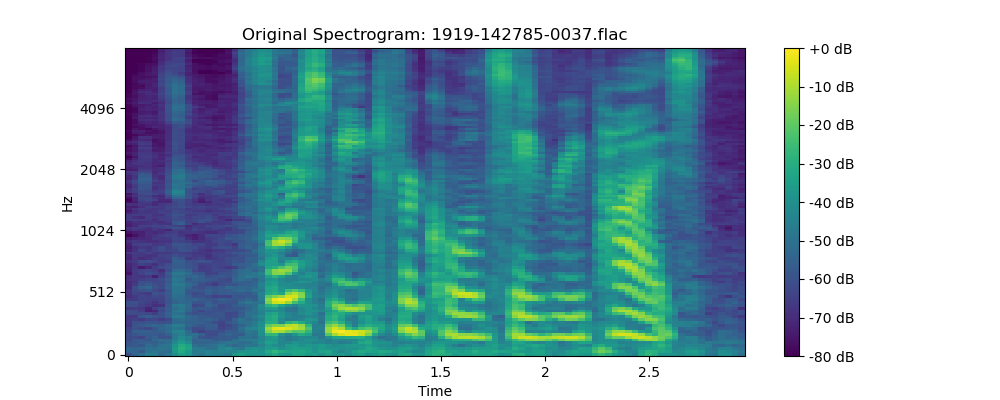 Original Spectrogram: 1919-142785-0037.flac
Hz
4096
2048
1024
512
0
0 0.5 1 1.5 2 2.5
Time
+0 dB
-10 dB
-20 dB
-30 dB
-40 dB
-50 dB
-60 dB
-70 dB
-80 dB